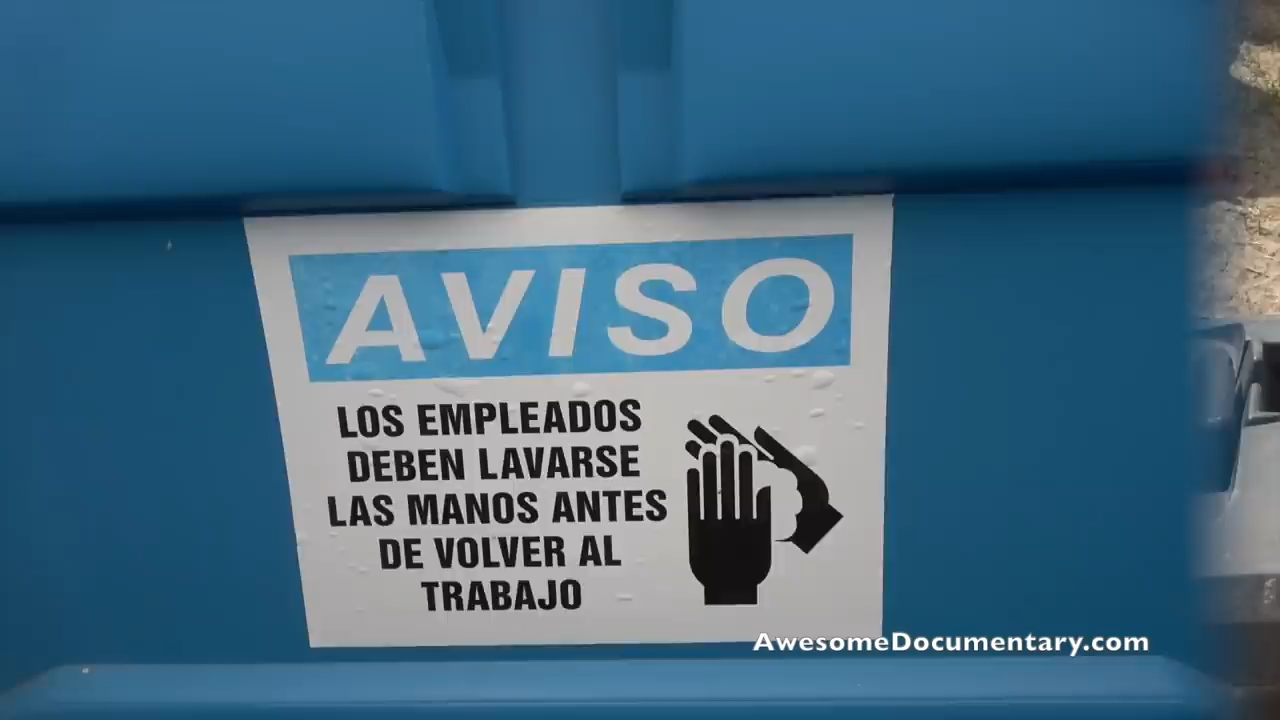 AVISO
LOS EMPLEADOS
DEBEN LAVARSE
LAS MANOS ANTES
DE VOLVER AL
TRABAJO
AwesomeDocumentary.com